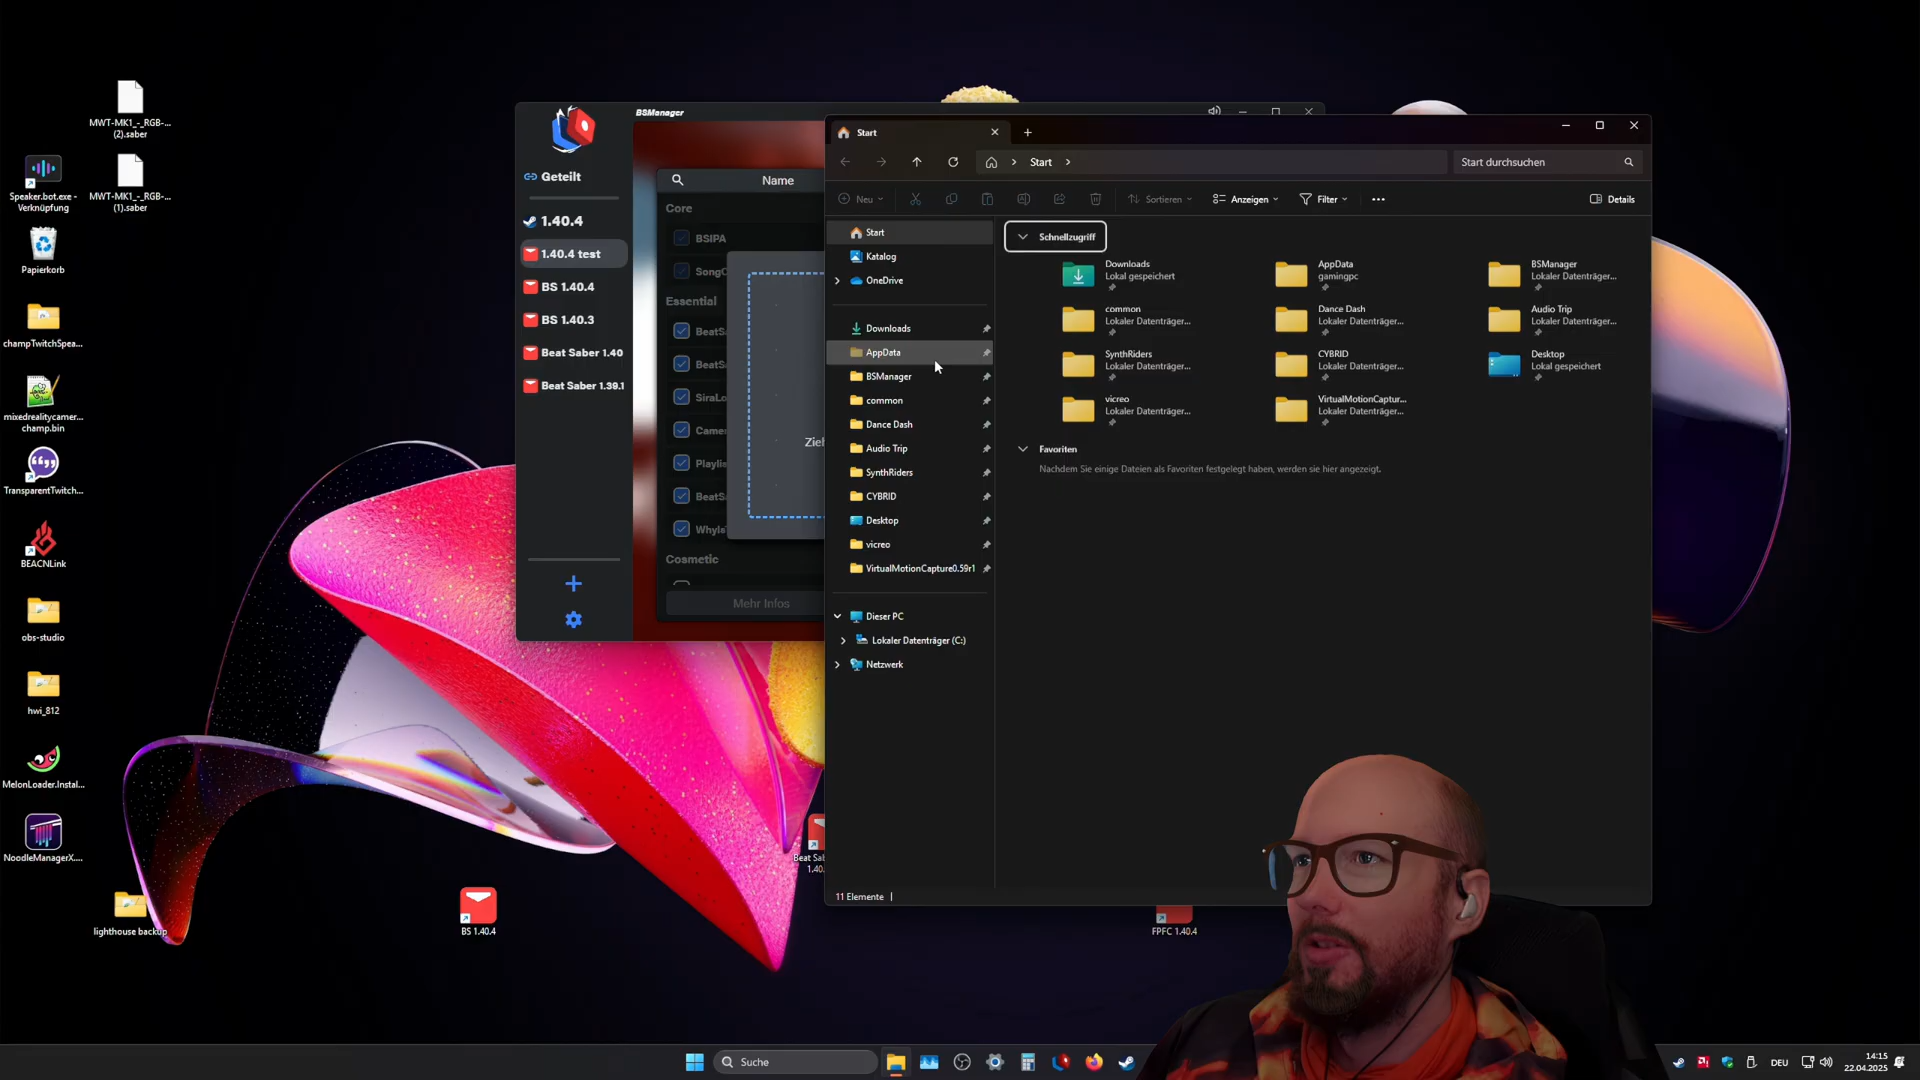 MWT-MK1_-_RGB-...
(2).saber
MWT-MK1_-_RGB-...
(1).saber
Speaker.bot.exe -
Verknüpfung
Papierkorb
champTwitchSpea...
mixedrealitycamer...
champ.bin
TransparentTwitch...
BEACNLink
obs-studio
hwi_812
MelonLoader.Instal...
NoodleManagerX....
lighthouse backup
BS 1.40.4
Beat Sab
1.40.
FPFC 1.40.4
BSManager
Geteilt
1.40.4
1.40.4 test
BS 1.40.4
BS 1.40.3
Beat Saber 1.40
Beat Saber 1.39.1
Name
Core
BSIPA
SongC
Essential
BeatS
BeatS
SiraLo
Came
Playlis
BeatS
Whyle
Cosmetic
Mehr Infos
Zieh
Start
Start
Start durchsuchen
Neu
Sortieren
Anzeigen
Filter
Details
Start
Katalog
OneDrive
Downloads
AppData
BSManager
common
Dance Dash
Audio Trip
SynthRiders
CYBRID
Desktop
vicreo
VirtualMotionCapture0.59r1
Dieser PC
Lokaler Datenträger (C:)
Netzwerk
Schnellzugriff
Downloads
Lokal gespeichert
AppData
gamingpc
BSManager
Lokaler Datenträger...
common
Lokaler Datenträger...
Dance Dash
Lokaler Datenträger...
Audio Trip
Lokaler Datenträger...
SynthRiders
Lokaler Datenträger...
CYBRID
Lokaler Datenträger...
Desktop
Lokal gespeichert
vicreo
Lokaler Datenträger...
VirtualMotionCaptur...
Lokaler Datenträger...
Favoriten
Nachdem Sie einige Dateien als Favoriten festgelegt haben, werden sie hier angezeigt.
11 Elemente
Suche
DEU
14:15
22.04.2025